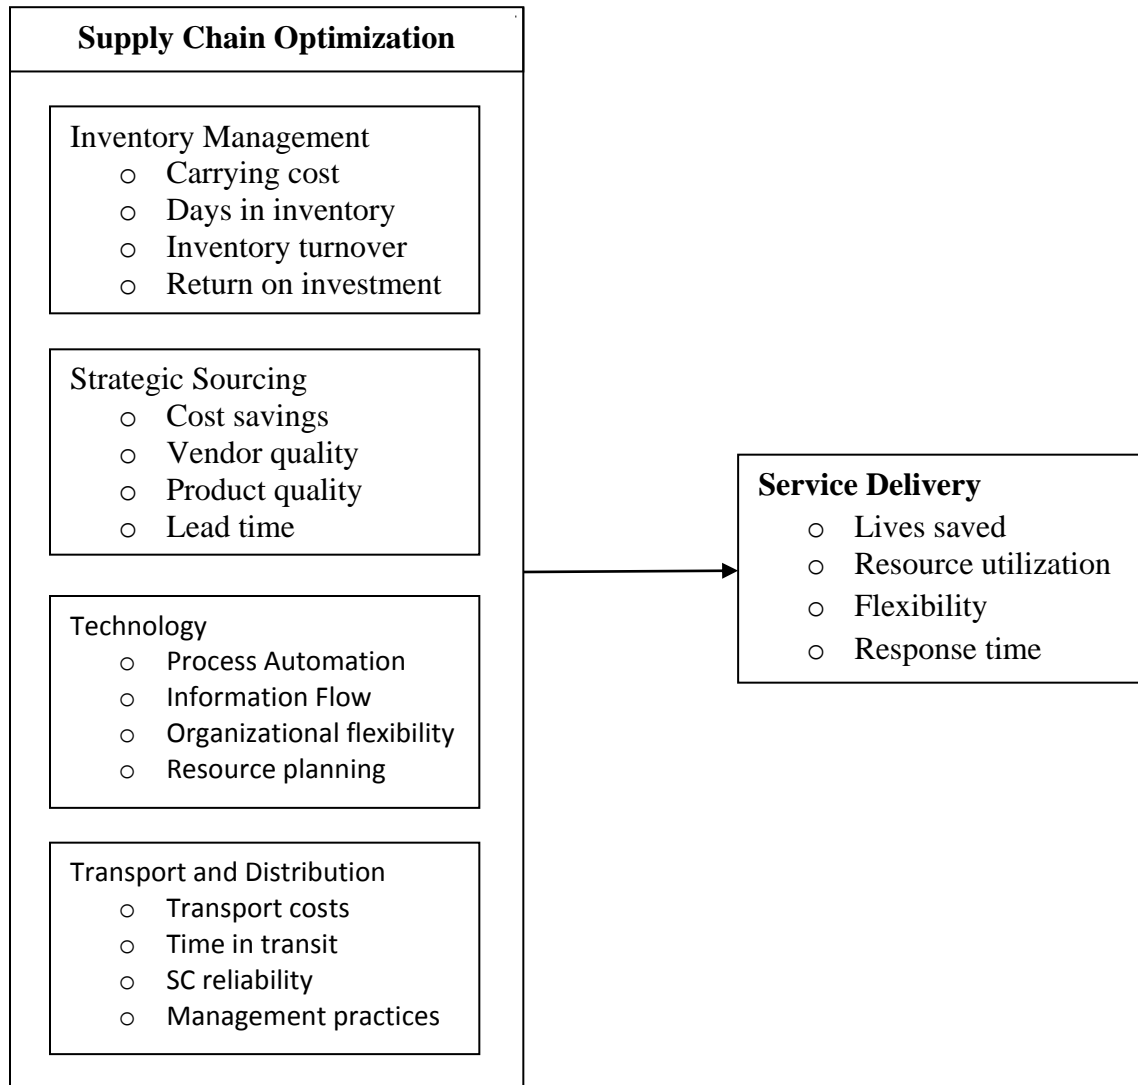 Supply Chain Optimization
Inventory Management
o Carrying cost
o Days in inventory
o Inventory turnover
o Return on investment
Strategic Sourcing
o Cost savings
o Vendor quality
o Product quality
o Lead time
Technology
o Process Automation
o Information Flow
o Organizational flexibility
o Resource planning
Transport and Distribution
o Transport costs
o Time in transit
o SC reliability
o Management practices
Service Delivery
o Lives saved
o Resource utilization
o Flexibility
o Response time